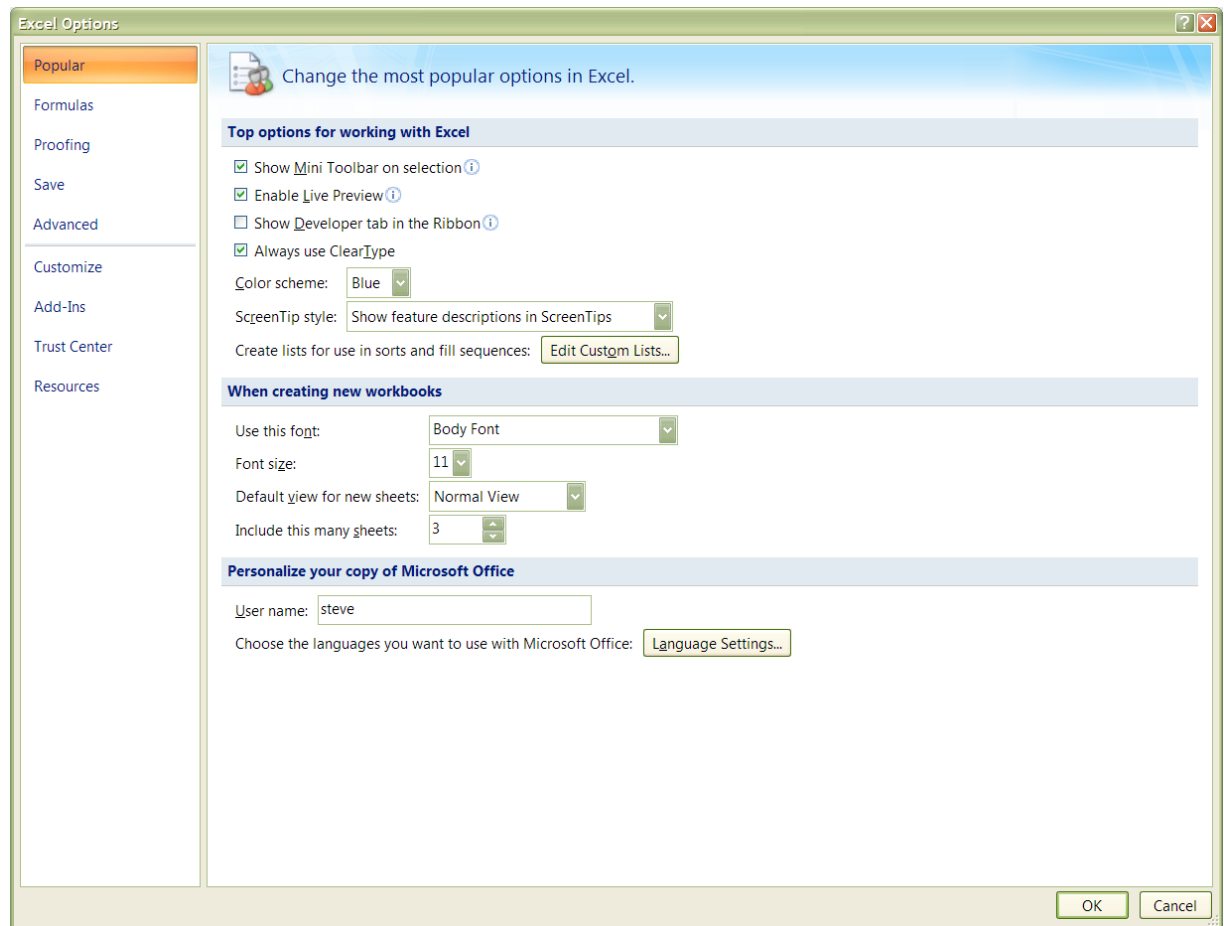 Excel Options
Popular
Formulas
Proofing
Save
Advanced
Customize
Add-Ins
Trust Center
Resources
Change the most popular options in Excel.
Top options for working with Excel
Show Mini Toolbar on selection
Enable Live Preview
Show Developer tab in the Ribbon
Always use ClearType
Color scheme: Blue
ScreenTip style: Show feature descriptions in ScreenTips
Create lists for use in sorts and fill sequences: Edit Custom Lists...
When creating new workbooks
Use this font: Body Font
Font size: 11
Default view for new sheets: Normal View
Include this many sheets: 3
Personalize your copy of Microsoft Office
User name: steve
Choose the languages you want to use with Microsoft Office: Language Settings...
OK Cancel